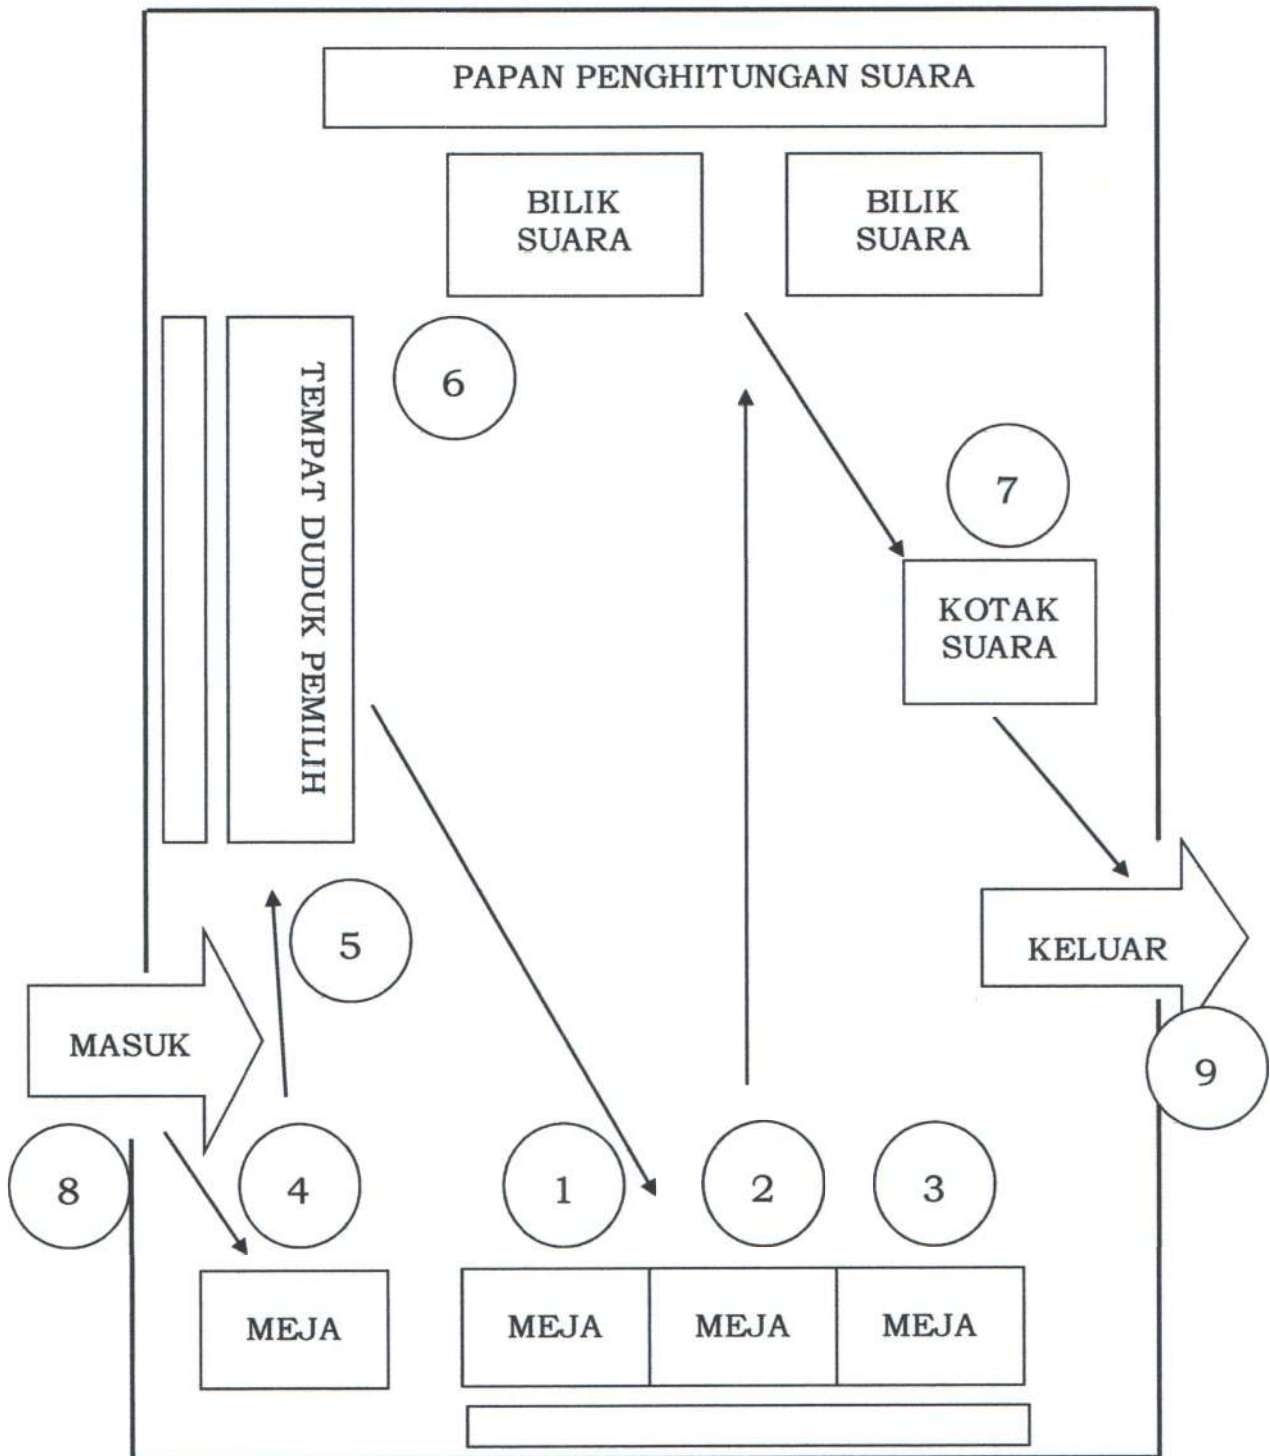 PAPAN PENGHITUNGAN SUARA
BILIK
SUARA
BILIK
SUARA
TEMPAT DUDUK PEMILIH
6
7
KOTAK
SUARA
5
KELUAR
MASUK
9
8
4
1
2
3
MEJA
MEJA
MEJA
MEJA